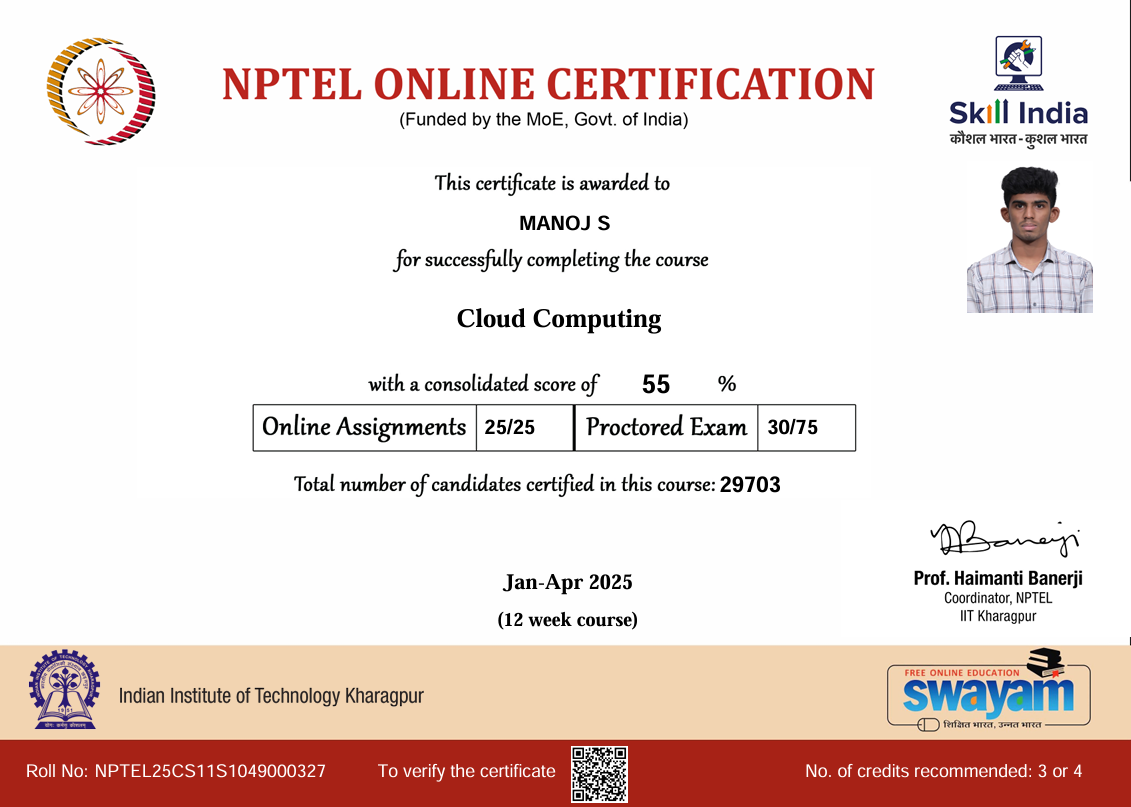 NPTEL ONLINE CERTIFICATION
(Funded by the MoE, Govt. of India)
Skill India
कौशल भारत - कुशल भारत
This certificate is awarded to
MANOJ S
for successfully completing the course
Cloud Computing
with a consolidated score of 55 %
Online Assignments 25/25 Proctored Exam 30/75
Total number of candidates certified in this course: 29703
Jan-Apr 2025
(12 week course)
Prof. Haimanti Banerji
Coordinator, NPTEL
IIT Kharagpur
Indian Institute of Technology Kharagpur
FREE ONLINE EDUCATION
swayam
शिक्षित भारत, उन्नत भारत
Roll No: NPTEL25CS11S1049000327 To verify the certificate No. of credits recommended: 3 or 4